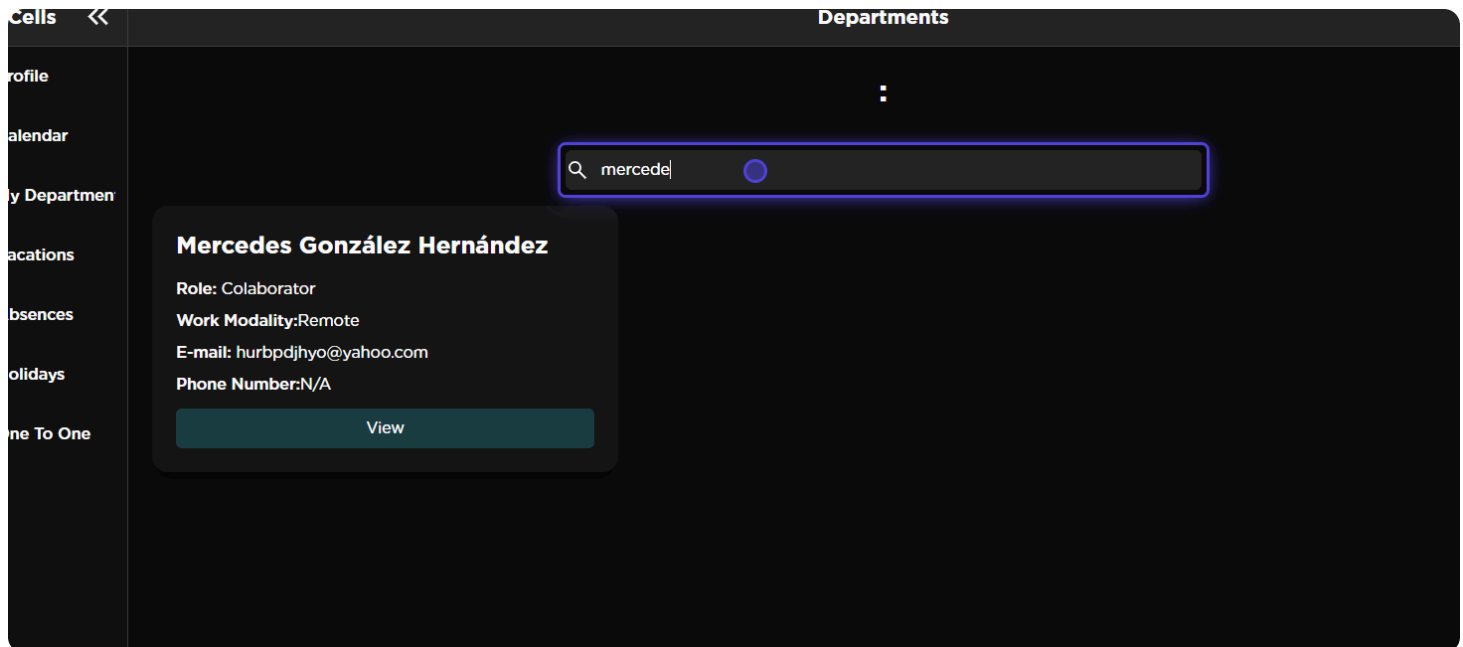 Cells
Departments
rofile
alendar
y Departmen
acations
bsences
olidays
ne To One
:
mercede
Mercedes González Hernández
Role: Colaborator
Work Modality:Remote
E-mail: hurbpdjhyo@yahoo.com
Phone Number:N/A
View